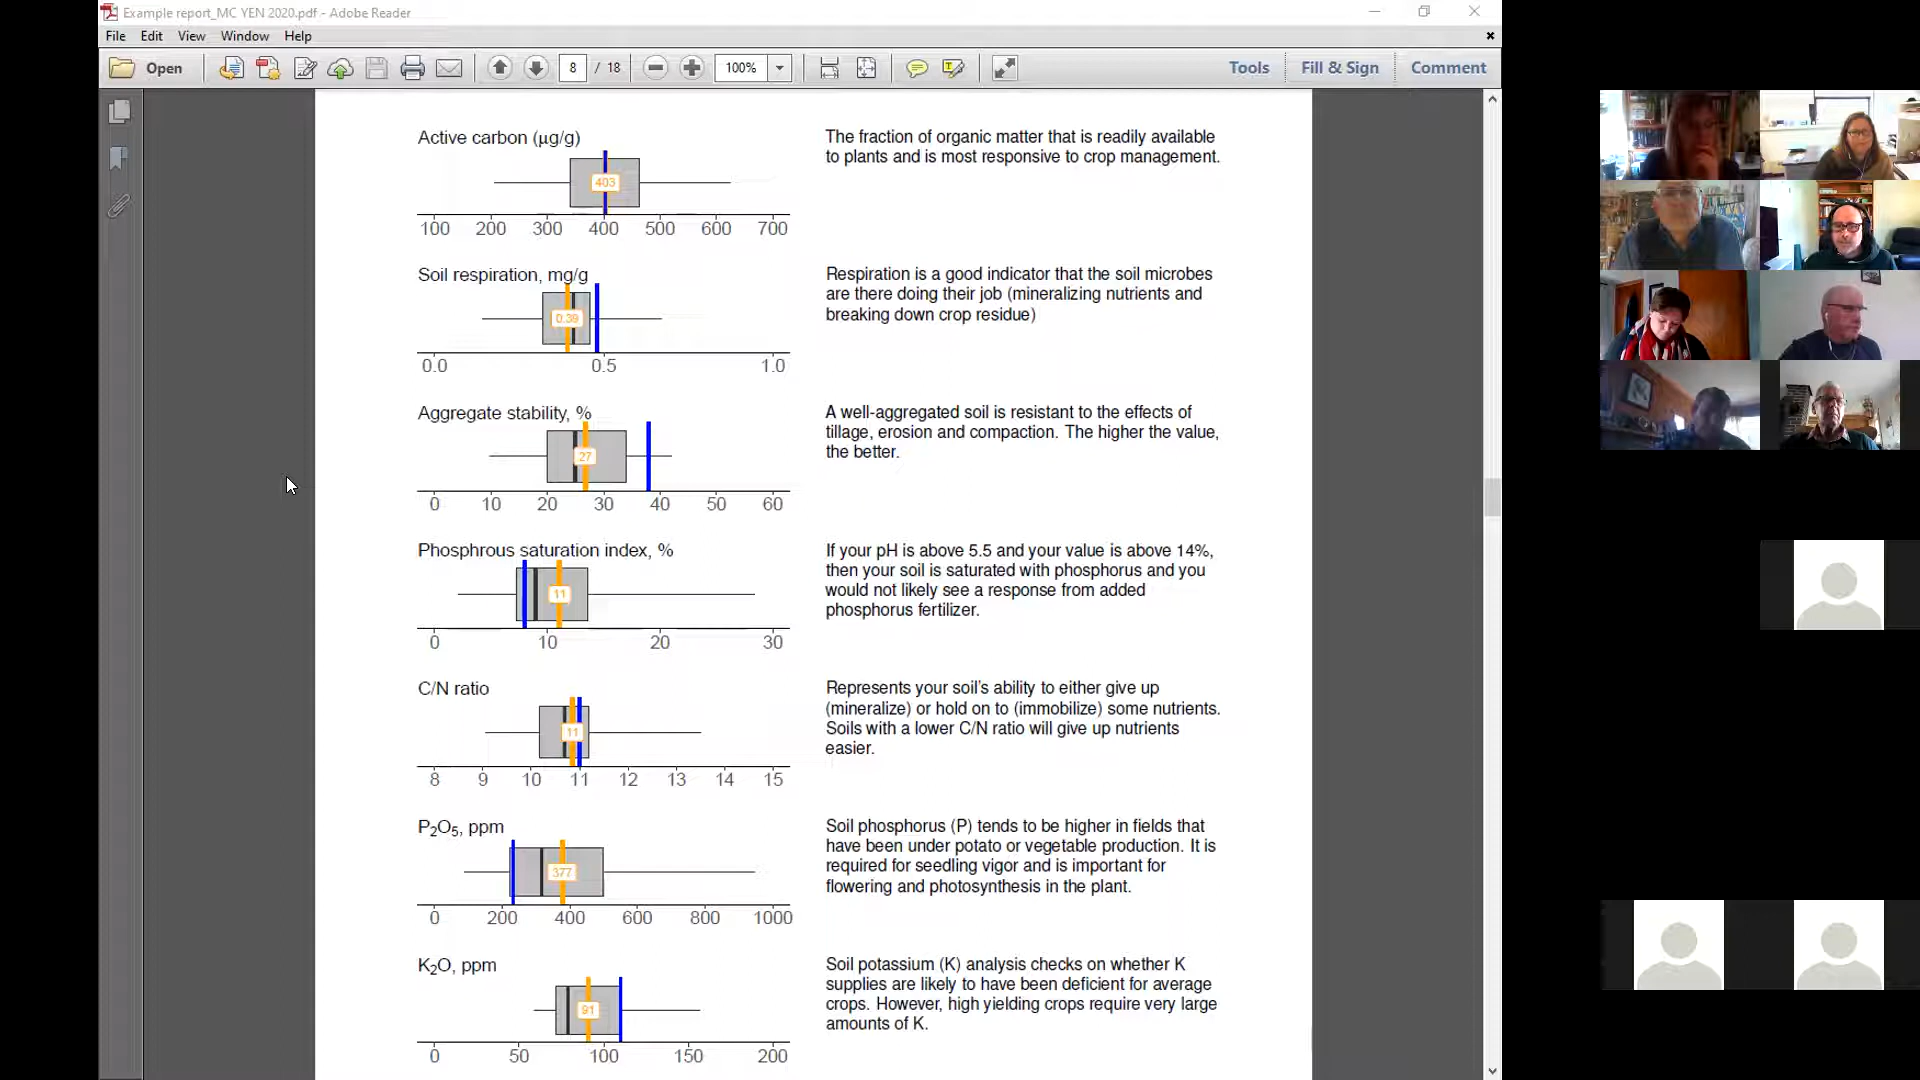 Example report_MC YEN 2020.pdf - Adobe Reader
File Edit View Window Help
Open 8 / 18 100% Tools Fill & Sign Comment
Active carbon (µg/g)
403
100 200 300 400 500 600 700
The fraction of organic matter that is readily available
to plants and is most responsive to crop management.
Soil respiration, mg/g
0.39
0.0 0.5 1.0
Respiration is a good indicator that the soil microbes
are there doing their job (mineralizing nutrients and
breaking down crop residue)
Aggregate stability, %
27
0 10 20 30 40 50 60
A well-aggregated soil is resistant to the effects of
tillage, erosion and compaction. The higher the value,
the better.
Phosphrous saturation index, %
11
0 10 20 30
If your pH is above 5.5 and your value is above 14%,
then your soil is saturated with phosphorus and you
would not likely see a response from added
phosphorus fertilizer.
C/N ratio
11
8 9 10 11 12 13 14 15
Represents your soil's ability to either give up
(mineralize) or hold on to (immobilize) some nutrients.
Soils with a lower C/N ratio will give up nutrients
easier.
P₂O₅, ppm
377
0 200 400 600 800 1000
Soil phosphorus (P) tends to be higher in fields that
have been under potato or vegetable production. It is
required for seedling vigor and is important for
flowering and photosynthesis in the plant.
K₂O, ppm
91
0 50 100 150 200
Soil potassium (K) analysis checks on whether K
supplies are likely to have been deficient for average
crops. However, high yielding crops require very large
amounts of K.